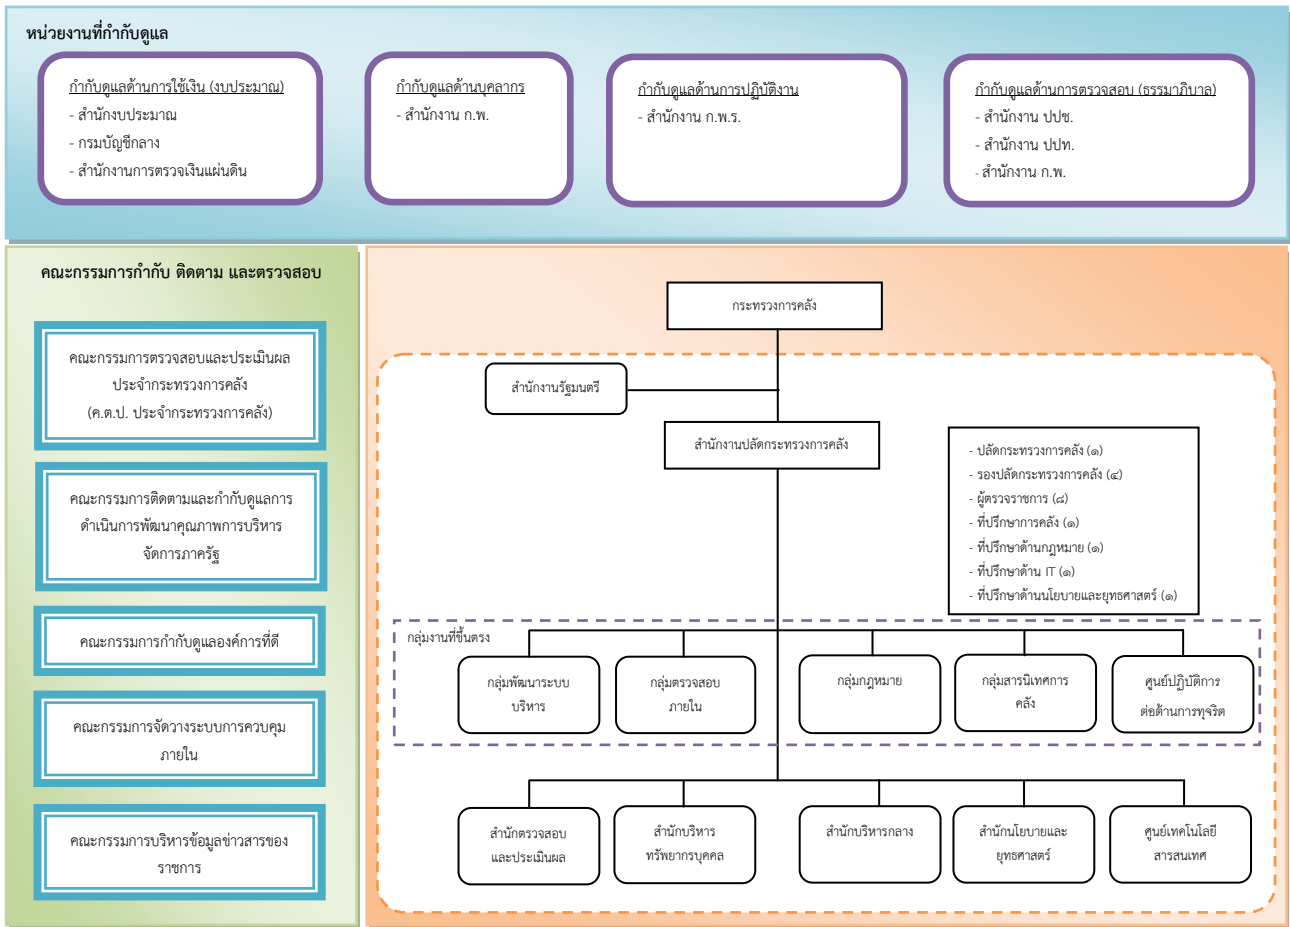 หน่วยงานที่กำกับดูแล
กำกับดูแลด้านการใช้เงิน (งบประมาณ)
- สำนักงบประมาณ
- กรมบัญชีกลาง
- สำนักงานการตรวจเงินแผ่นดิน
กำกับดูแลด้านบุคลากร
- สำนักงาน ก.พ.
กำกับดูแลด้านการปฏิบัติงาน
- สำนักงาน ก.พ.ร.
กำกับดูแลด้านการตรวจสอบ (ธรรมาภิบาล)
- สำนักงาน ปปช.
- สำนักงาน ปปท.
- สำนักงาน ก.พ.
คณะกรรมการกำกับ ติดตาม และตรวจสอบ
คณะกรรมการตรวจสอบและประเมินผล
ประจำกระทรวงการคลัง
(ค.ต.ป. ประจำกระทรวงการคลัง)
คณะกรรมการติดตามและกำกับดูแลการ
ดำเนินการพัฒนาคุณภาพการบริหาร
จัดการภาครัฐ
คณะกรรมการกำกับดูแลองค์การที่ดี
คณะกรรมการจัดวางระบบการควบคุม
ภายใน
คณะกรรมการบริหารข้อมูลข่าวสารของ
ราชการ
กระทรวงการคลัง
สำนักงานรัฐมนตรี
สำนักงานปลัดกระทรวงการคลัง
- ปลัดกระทรวงการคลัง (๑)
- รองปลัดกระทรวงการคลัง (๔)
- ผู้ตรวจราชการ (๘)
- ที่ปรึกษาการคลัง (๑)
- ที่ปรึกษาด้านกฎหมาย (๑)
- ที่ปรึกษาด้าน IT (๑)
- ที่ปรึกษาด้านนโยบายและยุทธศาสตร์ (๑)
กลุ่มงานที่ขึ้นตรง
กลุ่มพัฒนาระบบ
บริหาร
กลุ่มตรวจสอบ
ภายใน
กลุ่มกฎหมาย
กลุ่มสารนิเทศการ
คลัง
ศูนย์ปฏิบัติการ
ต่อต้านการทุจริต
สำนักตรวจสอบ
และประเมินผล
สำนักบริหาร
ทรัพยากรบุคคล
สำนักบริหารกลาง
สำนักนโยบายและ
ยุทธศาสตร์
ศูนย์เทคโนโลยี
สารสนเทศ